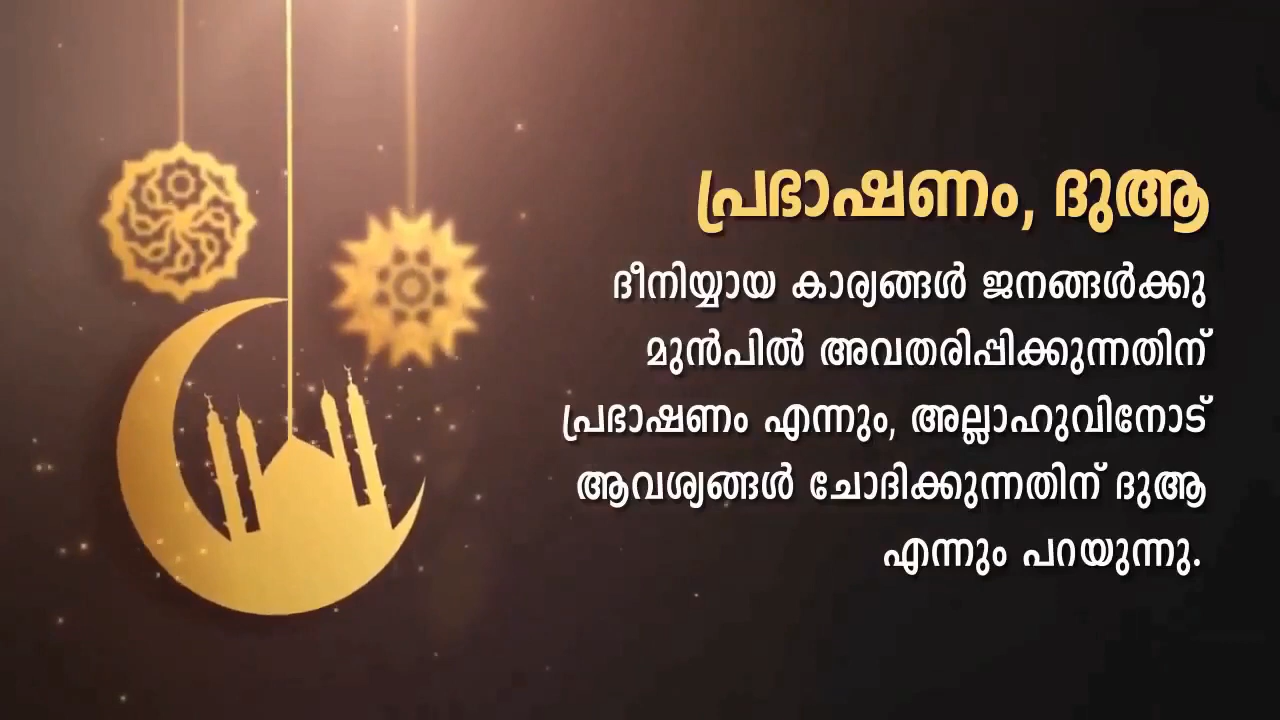 പ്രഭാഷണം, ദുആ
ദീനിയ്യായ കാര്യങ്ങൾ ജനങ്ങൾക്കു
മുൻപിൽ അവതരിപ്പിക്കുന്നതിന്
പ്രഭാഷണം എന്നും, അല്ലാഹുവിനോട്
ആവശ്യങ്ങൾ ചോദിക്കുന്നതിന് ദുആ
എന്നും പറയുന്നു.